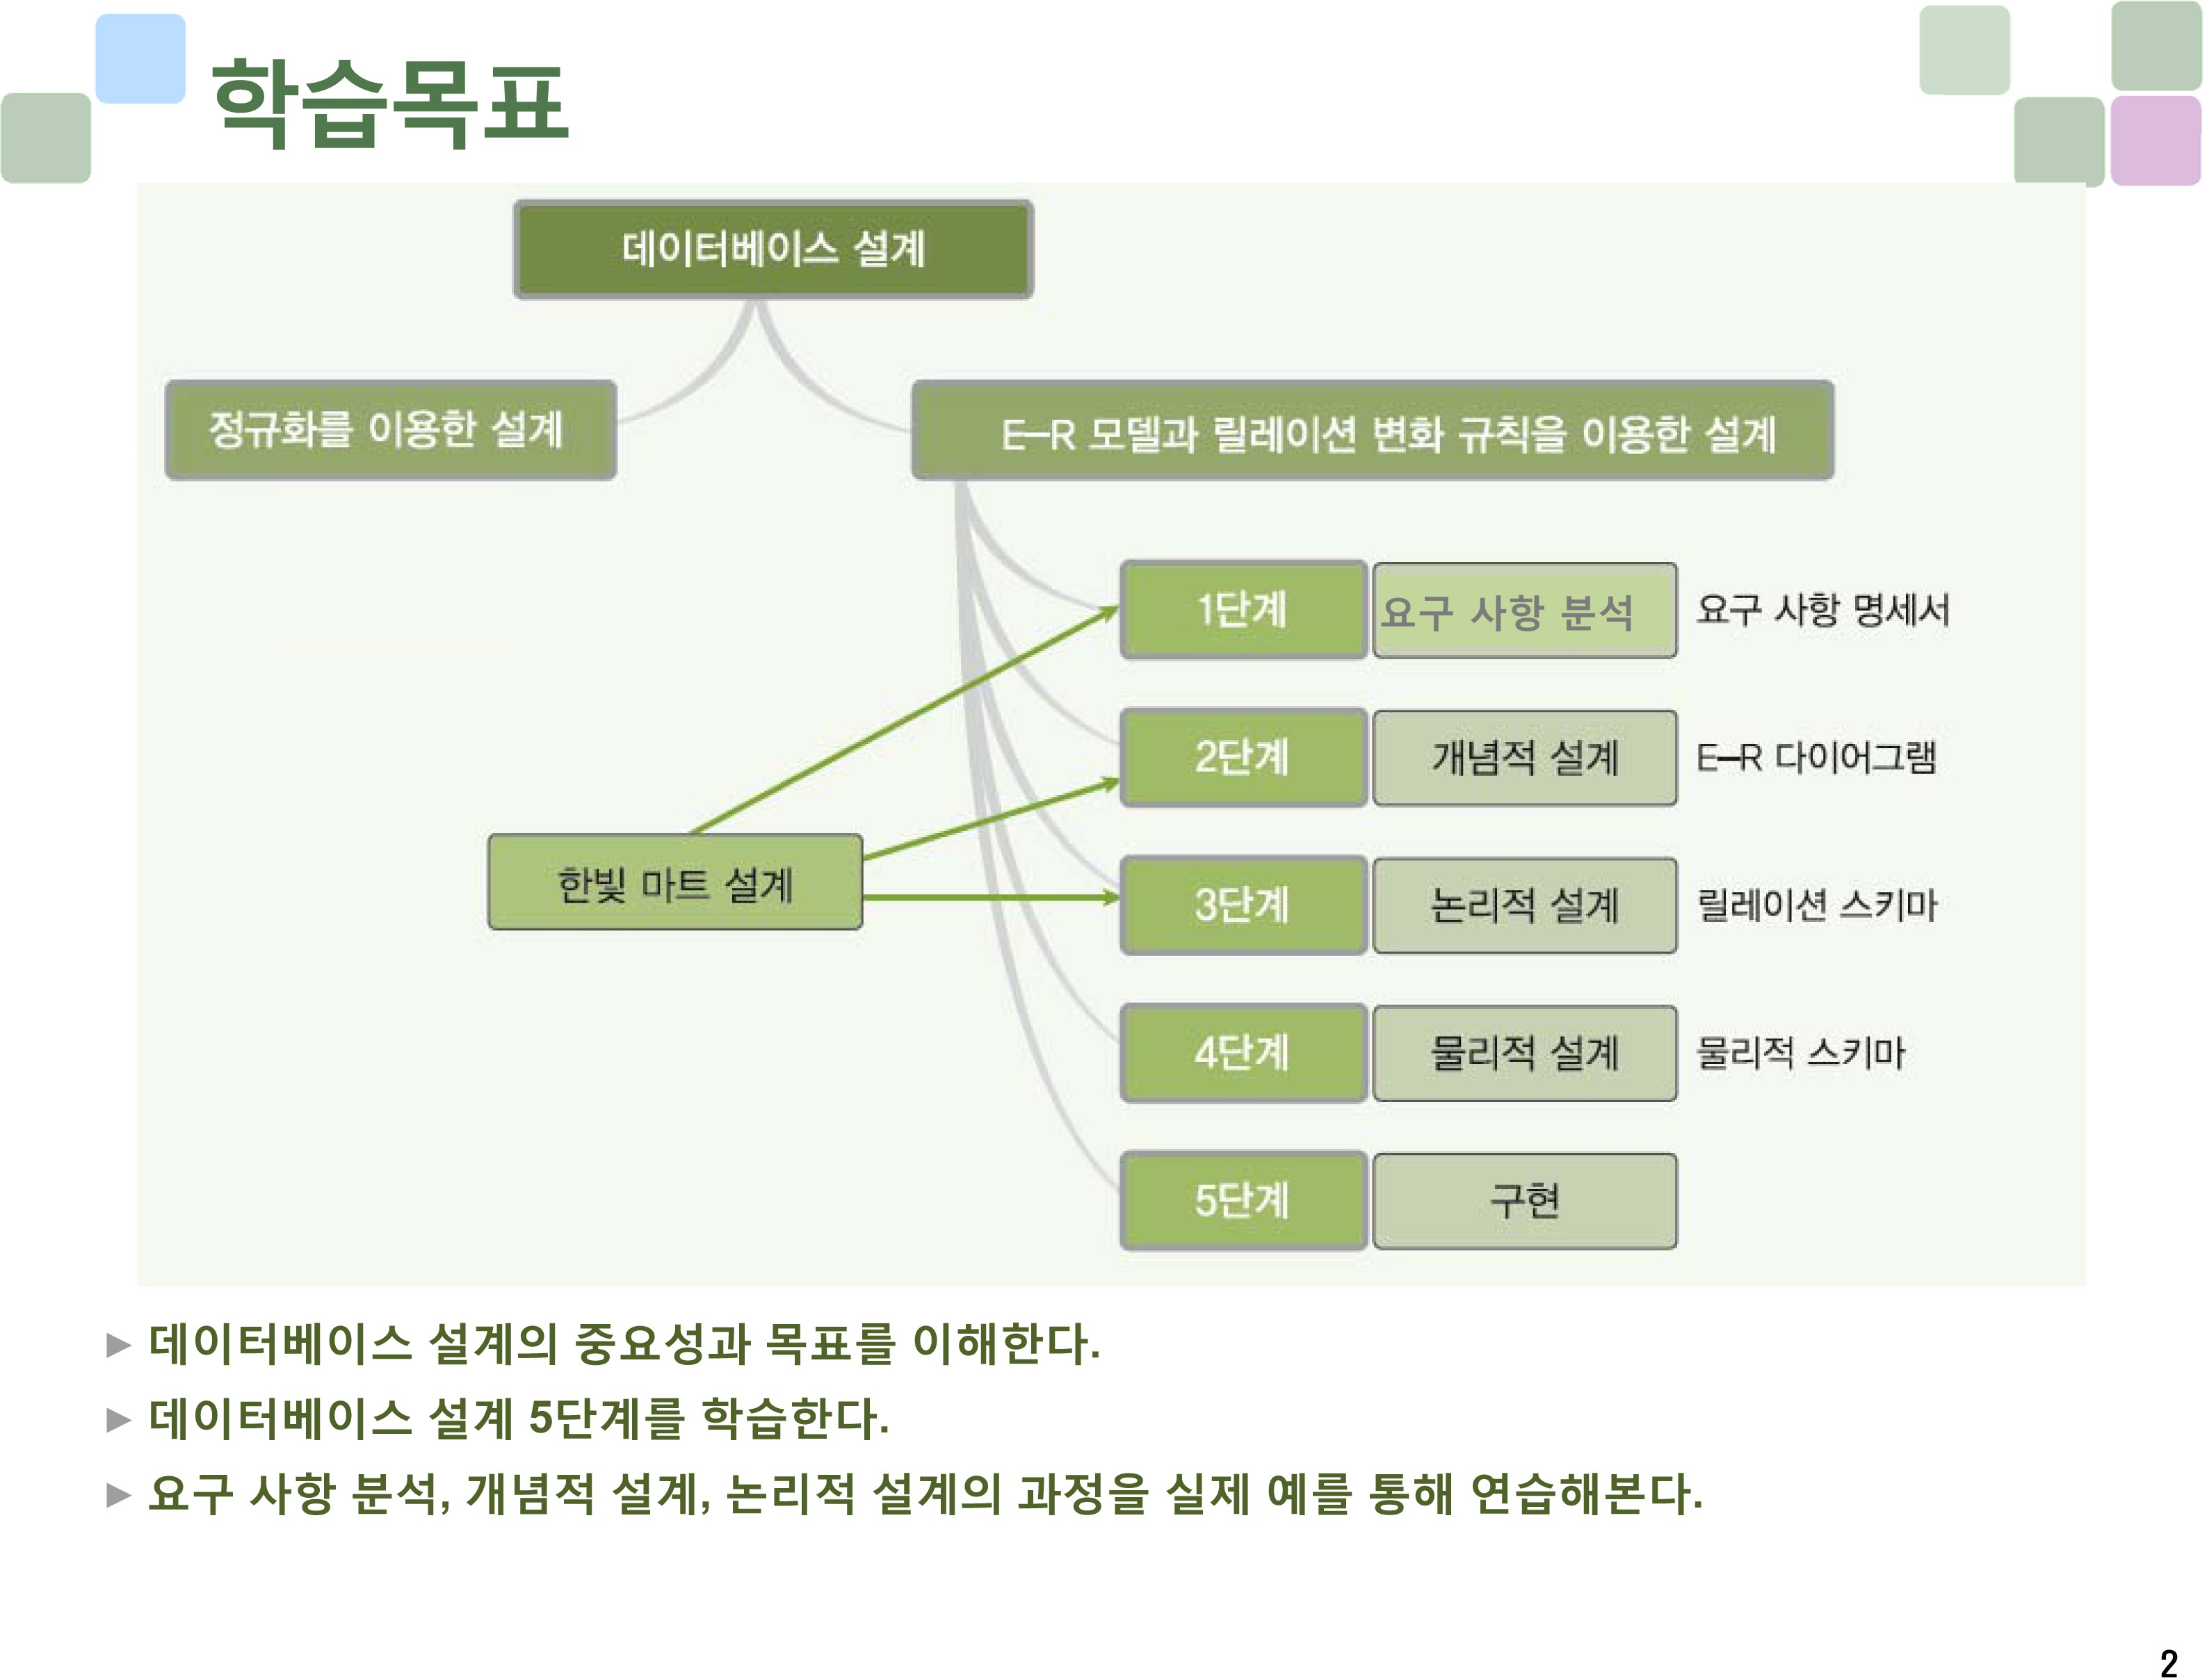 학습목표
데이터베이스 설계
정규화를 이용한 설계
E-R 모델과 릴레이션 변화 규칙을 이용한 설계
1단계 요구 사항 분석 요구 사항 명세서
2단계 개념적 설계 E-R 다이어그램
한빛 마트 설계
3단계 논리적 설계 릴레이션 스키마
4단계 물리적 설계 물리적 스키마
5단계 구현
▶ 데이터베이스 설계의 중요성과 목표를 이해한다.
▶ 데이터베이스 설계 5단계를 학습한다.
▶ 요구 사항 분석, 개념적 설계, 논리적 설계의 과정을 실제 예를 통해 연습해본다.
2